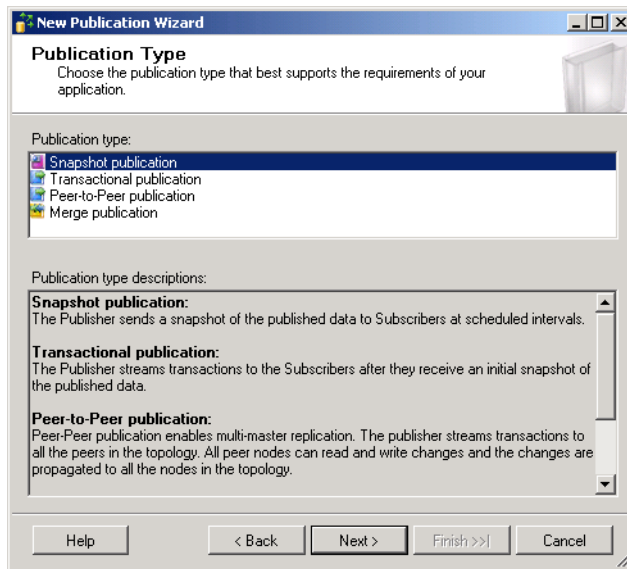 New Publication Wizard
Publication Type
Choose the publication type that best supports the requirements of your
application.
Publication type:
Snapshot publication
Transactional publication
Peer-to-Peer publication
Merge publication
Publication type descriptions:
Snapshot publication:
The Publisher sends a snapshot of the published data to Subscribers at scheduled intervals.
Transactional publication:
The Publisher streams transactions to the Subscribers after they receive an initial snapshot of
the published data.
Peer-to-Peer publication:
Peer-Peer publication enables multi-master replication. The publisher streams transactions to
all the peers in the topology. All peer nodes can read and write changes and the changes are
propagated to all the nodes in the topology.
Help
< Back
Next >
Finish >>|
Cancel